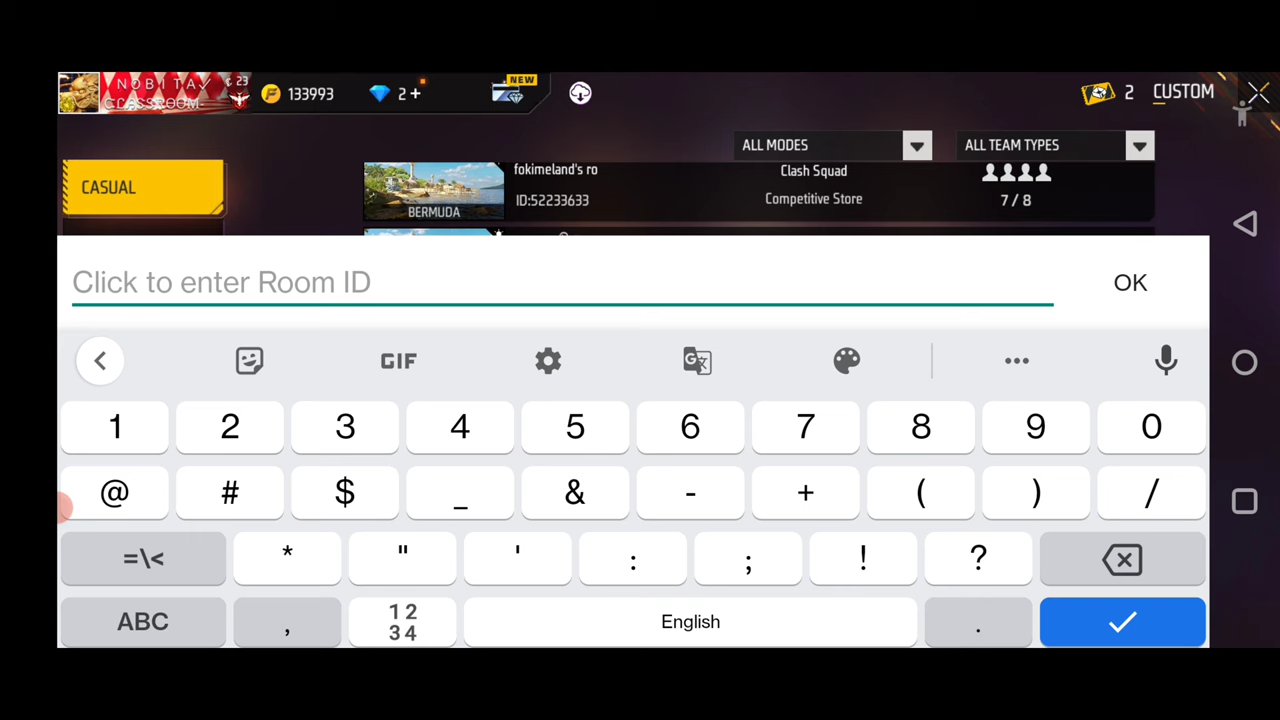 NOBITA✓
CLASSROOM-
23
133993
2 +
NEW
2
CUSTOM
ALL MODES
ALL TEAM TYPES
CASUAL
fokimeland's ro
ID:52233633
BERMUDA
Clash Squad
Competitive Store
7 / 8
Click to enter Room ID
OK
GIF
1 2 3 4 5 6 7 8 9 0
@ # $ _ & - + ( ) /
=\< * " ' : ; ! ?
ABC , 1 2 3 4 English .